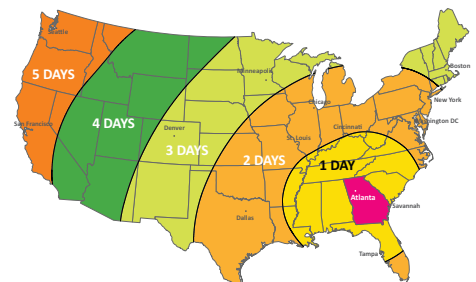 Seattle
5 DAYS
San Francisco
4 DAYS
Denver
3 DAYS
Minneapolis
Chicago
St. Louis
Cincinnati
2 DAYS
Dallas
1 DAY
Atlanta
Savannah
Tampa
Boston
New York
Washington DC